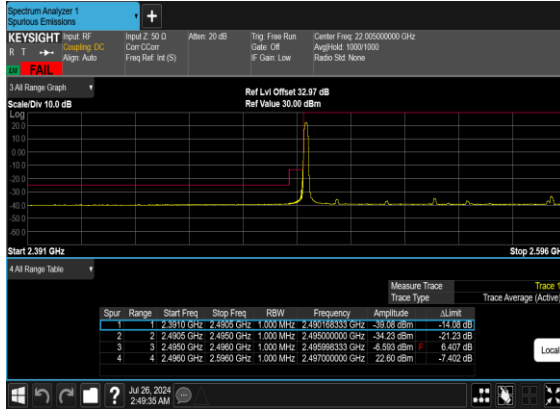 Spectrum Analyzer 1
Spurious Emissions
+
KEYSIGHT Input: RF Input Z: 50 Ω Atten: 20 dB Trig: Free Run Center Freq: 22.005000000 GHz
R T Coupling: DC Corr CCorr Gate: Off Avg|Hold: 1000/1000
Align: Auto Freq Ref: Int (S) IF Gain: Low Radio Std: None
FAIL
3 All Range Graph
Ref Lvl Offset 32.97 dB
Scale/Div 10.0 dB Ref Value 30.00 dBm
Log
20.0
10.0
0.00
-10.0
-20.0
-30.0
-40.0
-50.0
-60.0
Start 2.391 GHz Stop 2.596 GH
4 All Range Table
Measure Trace Trace 1
Trace Type Trace Average (Active)
Spur Range Start Freq Stop Freq RBW Frequency Amplitude ΔLimit
1 1 2.3910 GHz 2.4905 GHz 1.000 MHz 2.490168333 GHz -39.08 dBm -14.08 dB
2 2 2.4905 GHz 2.4950 GHz 1.000 MHz 2.495000000 GHz -34.23 dBm -21.23 dB
3 3 2.4950 GHz 2.4960 GHz 1.000 MHz 2.495998333 GHz -6.593 dBm F 6.407 dB
4 4 2.4960 GHz 2.5960 GHz 1.000 MHz 2.497000000 GHz 22.60 dBm -7.402 dB
Local
Jul 26, 2024
2:49:35 AM
?